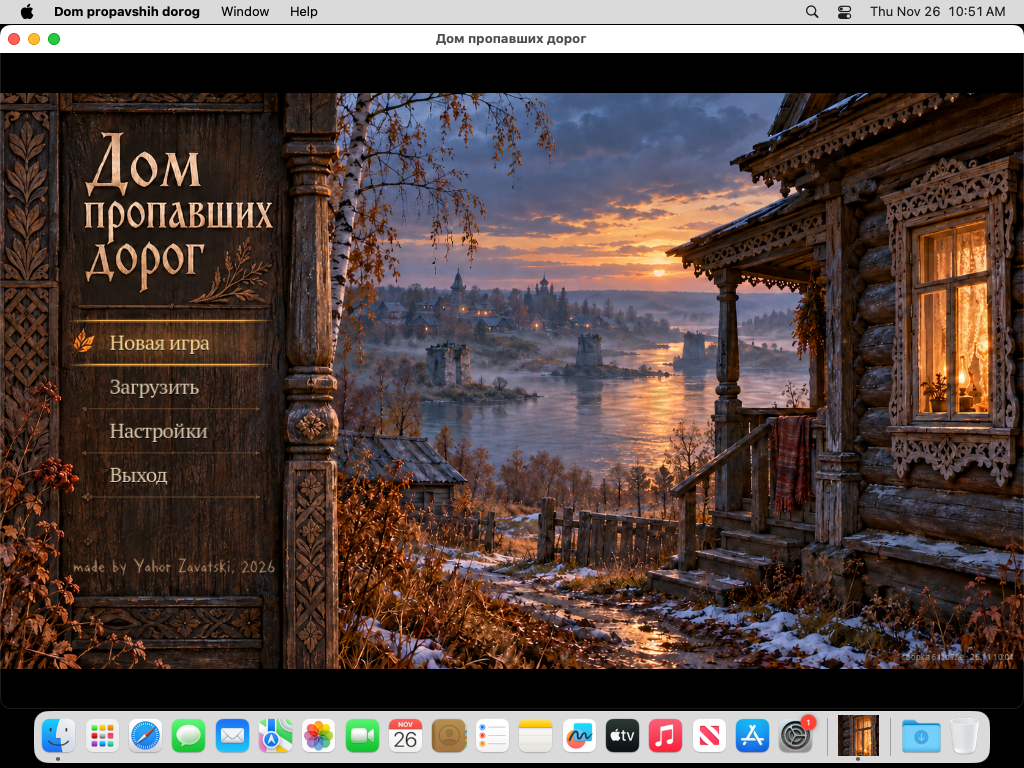 Dom propavshih dorog Window Help Thu Nov 26 10:51 AM
Дом пропавших дорог
Дом
пропавших
дорог
Новая игра
Загрузить
Настройки
Выход
made by Yahor Zavatski, 2026
NOV
26
tv
1